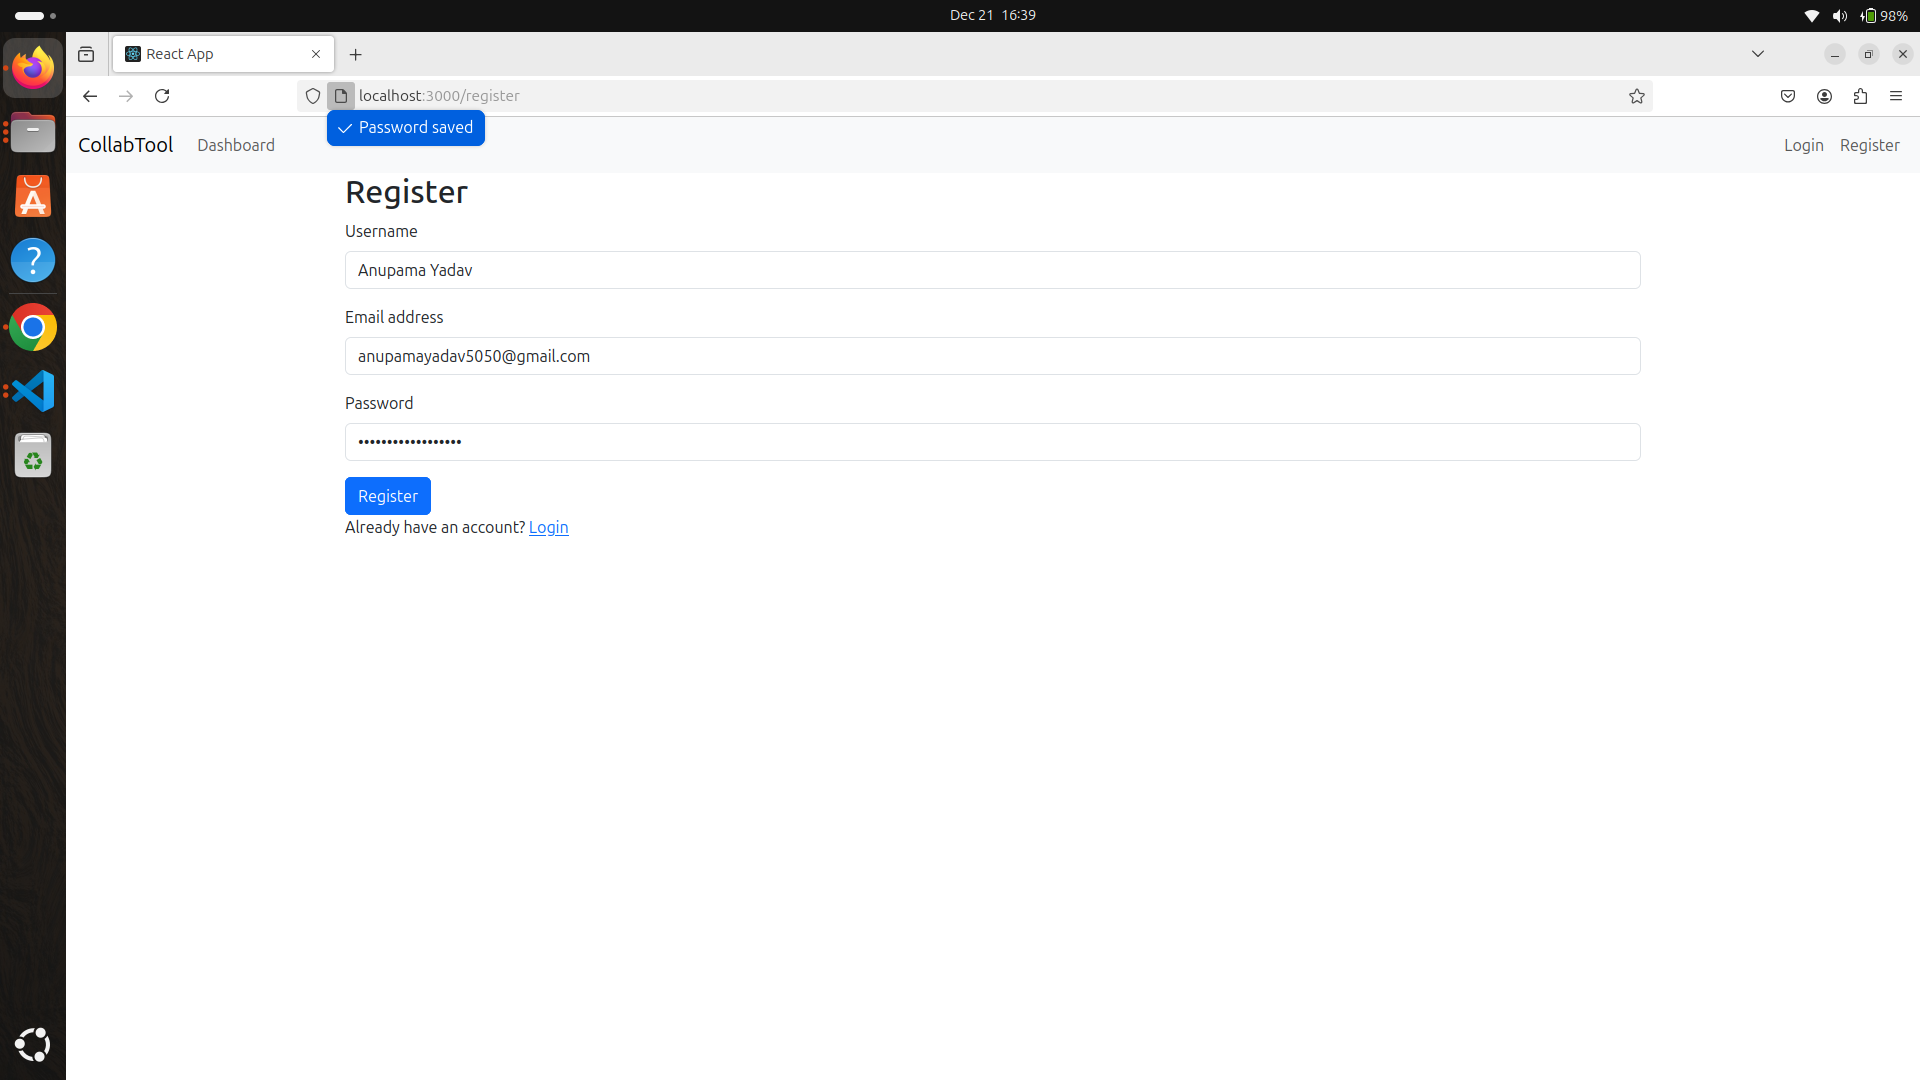 Dec 21 16:39
98%
React App
localhost:3000/register
Password saved
CollabTool Dashboard Login Register
Register
Username
Anupama Yadav
Email address
anupamayadav5050@gmail.com
Password
••••••••••••••••••
Register
Already have an account? Login